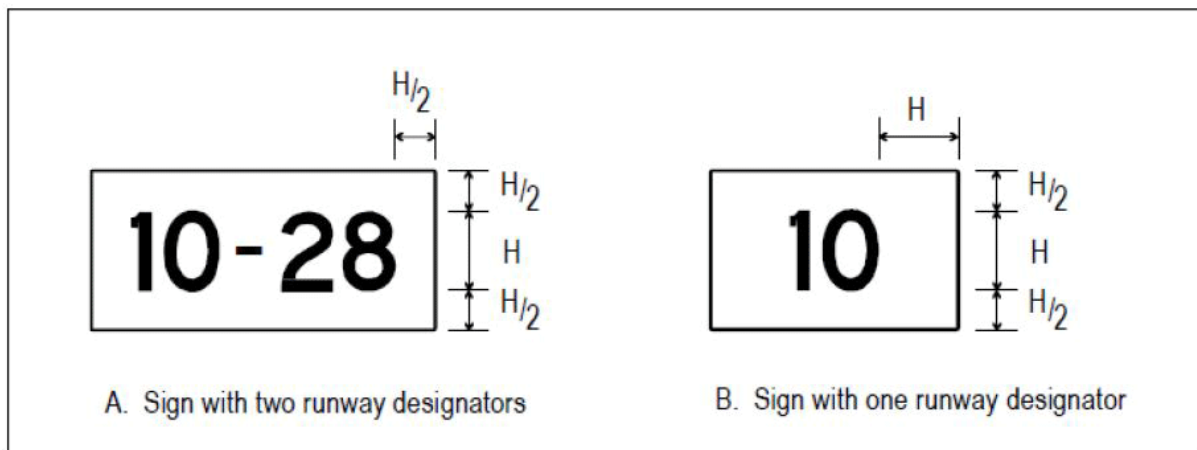 H/2
H
H/2
H
H/2
10-28
H/2
H
H/2
10
A. Sign with two runway designators
B. Sign with one runway designator